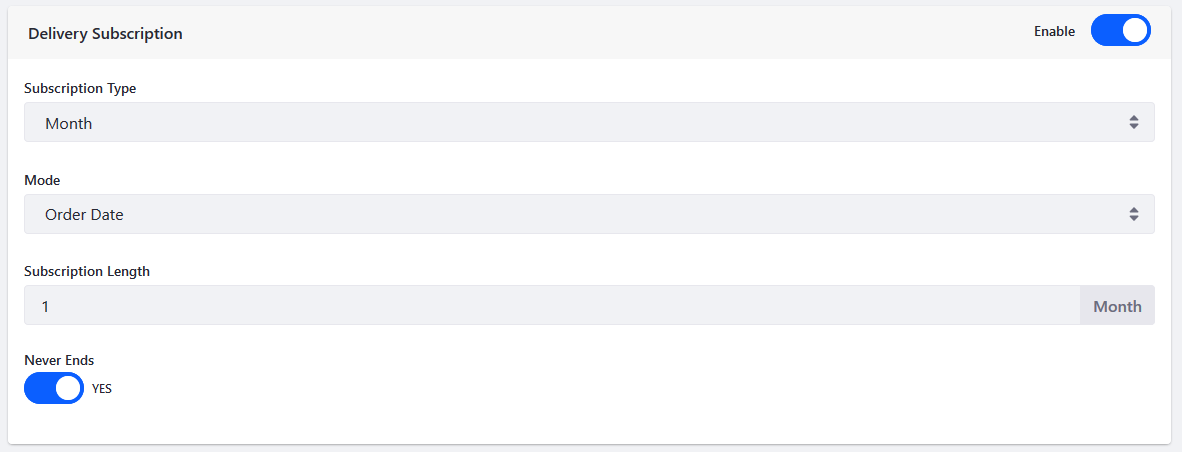 Delivery Subscription
Enable
Subscription Type
Month
Mode
Order Date
Subscription Length
1
Month
Never Ends
YES